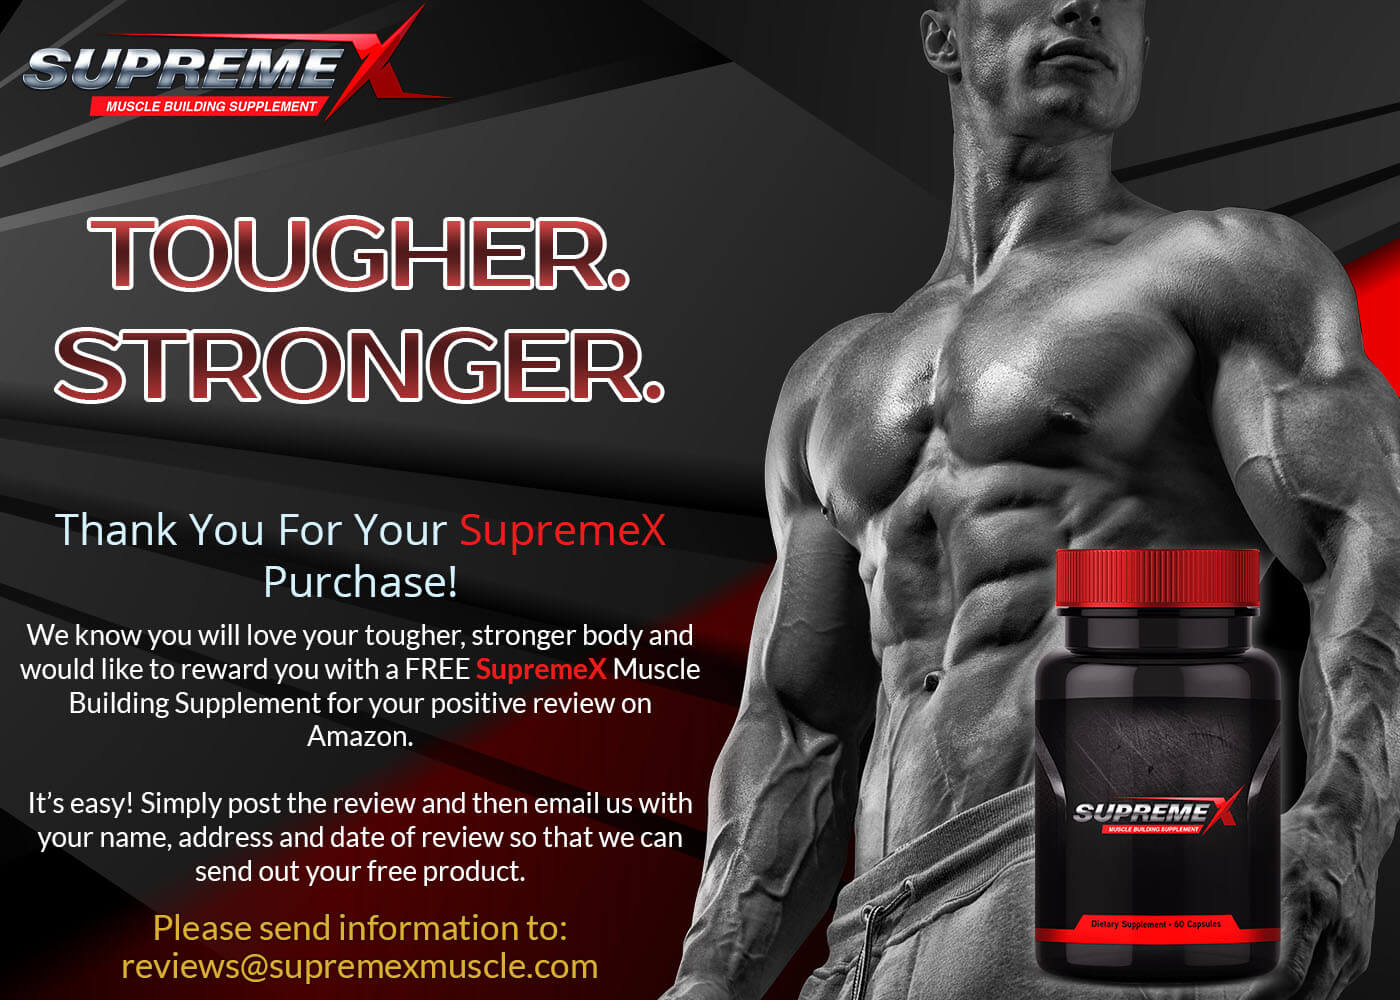 SUPREMEX
MUSCLE BUILDING SUPPLEMENT
TOUGHER.
STRONGER.
Thank You For Your SupremeX
Purchase!
We know you will love your tougher, stronger body and
would like to reward you with a FREE SupremeX Muscle
Building Supplement for your positive review on
Amazon.
It’s easy! Simply post the review and then email us with
your name, address and date of review so that we can
send out your free product.
Please send information to:
reviews@supremexmuscle.com
SUPREMEX
MUSCLE BUILDING SUPPLEMENT
Dietary Supplement • 60 Capsules